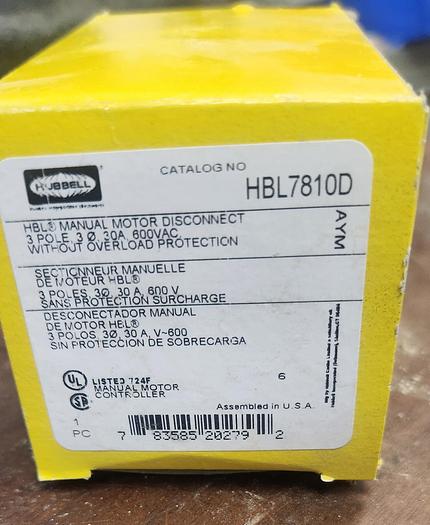 HUBBELL
CATALOG NO
HBL7810D
AYM
HBL® MANUAL MOTOR DISCONNECT
3 POLE, 3 Ø, 30A, 600VAC,
WITHOUT OVERLOAD PROTECTION
SECTIONNEUR MANUELLE
DE MOTEUR HBL®
3 POLES 3Ø, 30 A, 600 V
SANS PROTECTION SURCHARGE
DESCONECTADOR MANUAL
DE MOTOR HBL®
3 POLOS 3Ø, 30 A, V~600
SIN PROTECCION DE SOBRECARGA
UL
LISTED 724F
MANUAL MOTOR
CONTROLLER
SA
6
Assembled in U.S.A.
1
PC
7 83585 20279 2